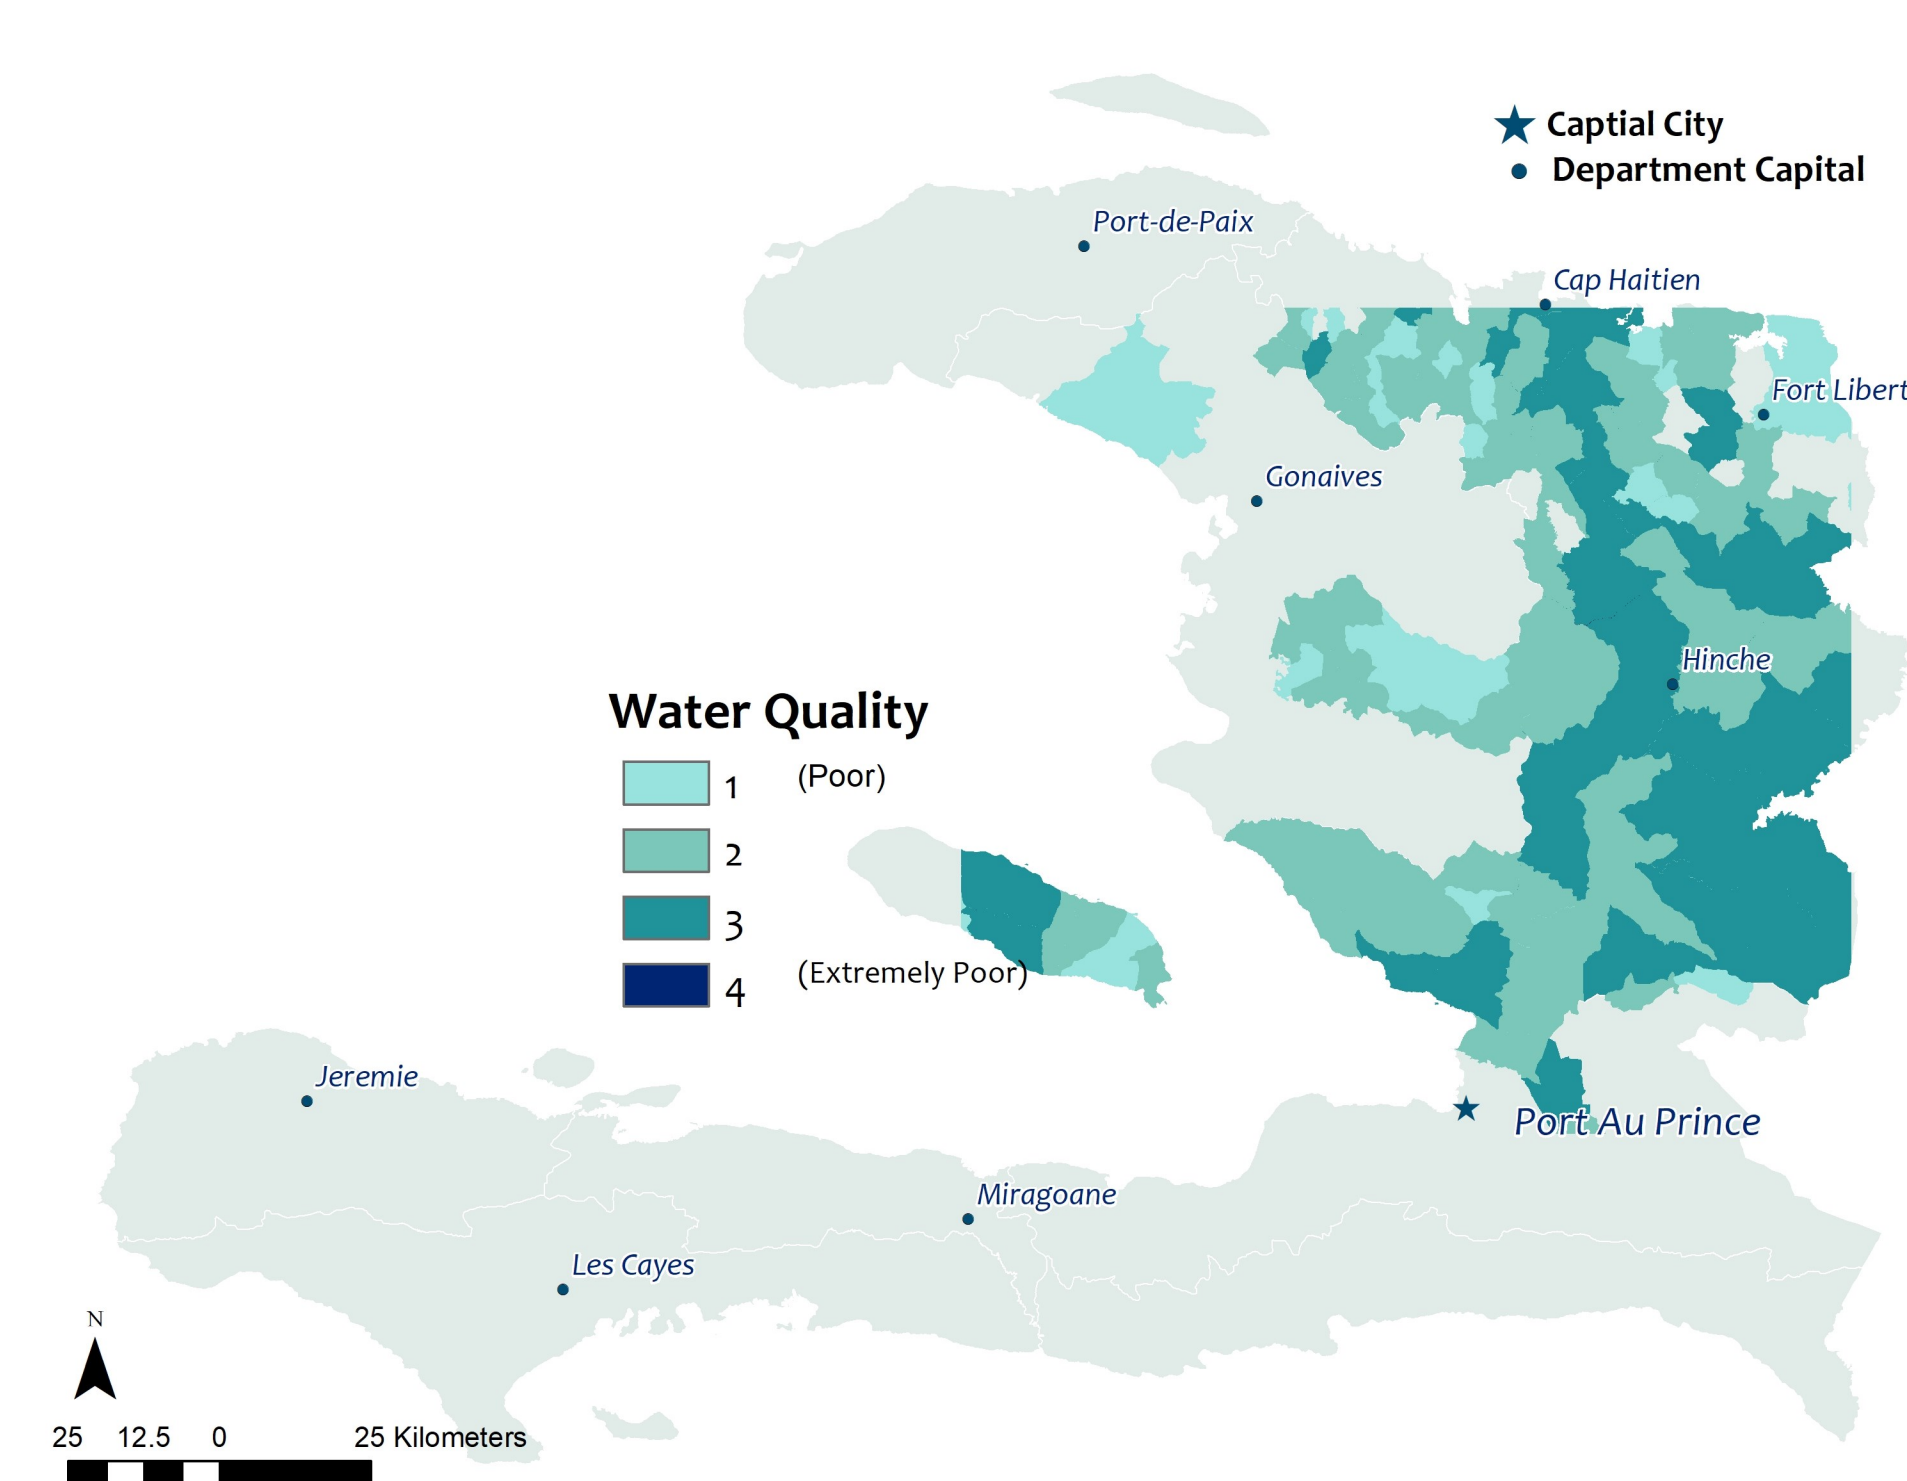 Captial City
Department Capital
Port-de-Paix
Cap Haitien
Fort Libert
Gonaives
Hinche
Water Quality
1 (Poor)
2
3
4 (Extremely Poor)
Jeremie
Port Au Prince
Miragoane
Les Cayes
N
25 12.5 0 25 Kilometers